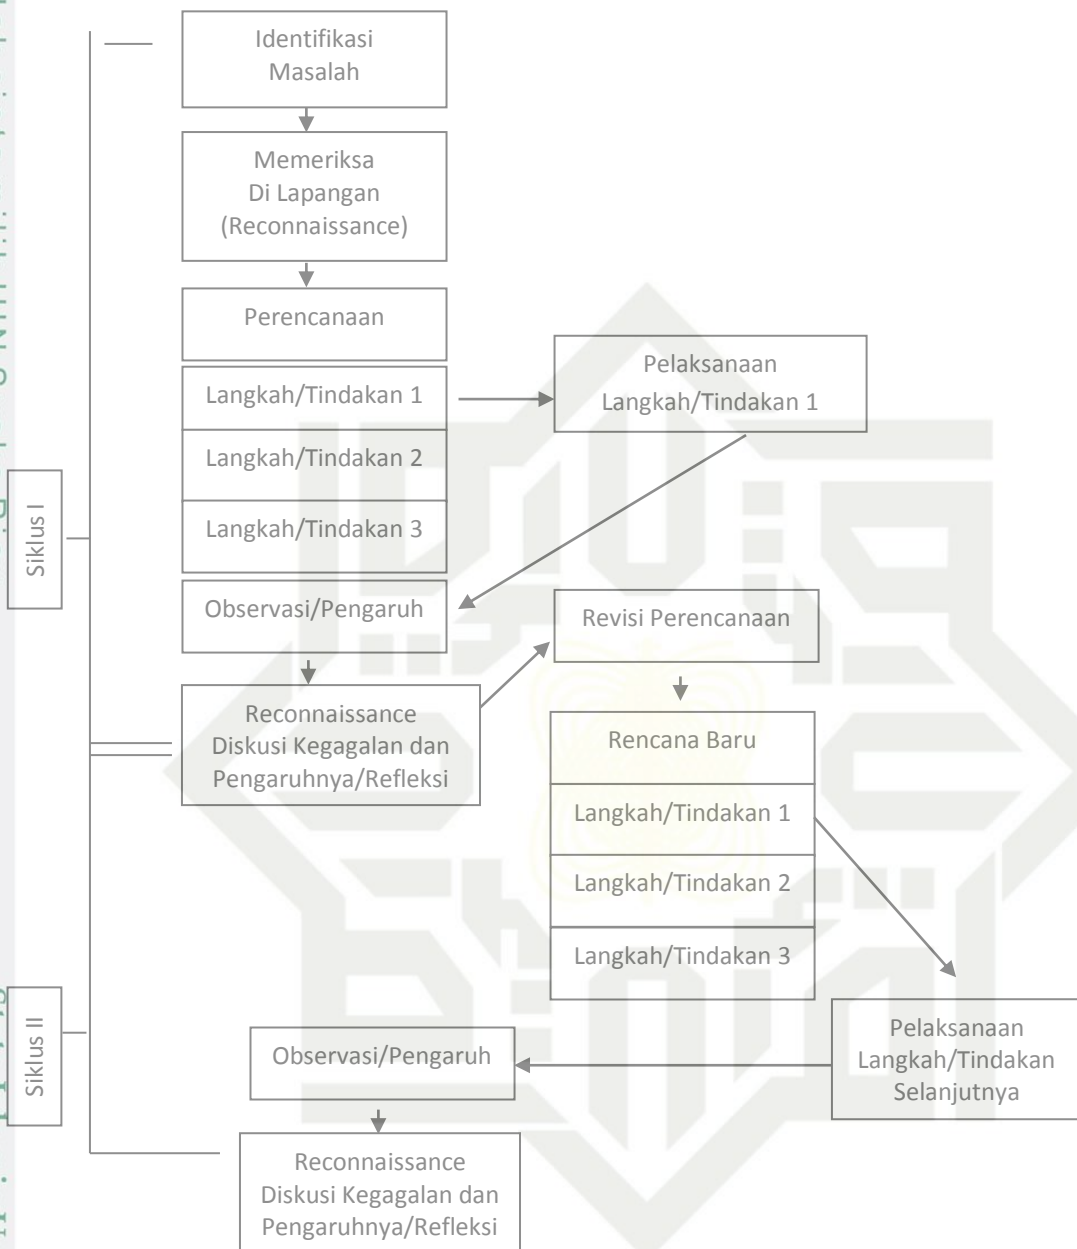 Identifikasi
Masalah
Memeriksa
Di Lapangan
(Reconnaissance)
Perencanaan
Langkah/Tindakan 1
Langkah/Tindakan 2
Langkah/Tindakan 3
Pelaksanaan
Langkah/Tindakan 1
Siklus I
Observasi/Pengaruh
Reconnaissance
Diskusi Kegagalan dan
Pengaruhnya/Refleksi
Revisi Perencanaan
Rencana Baru
Langkah/Tindakan 1
Langkah/Tindakan 2
Langkah/Tindakan 3
Siklus II
Pelaksanaan
Langkah/Tindakan
Selanjutnya
Observasi/Pengaruh
Reconnaissance
Diskusi Kegagalan dan
Pengaruhnya/Refleksi